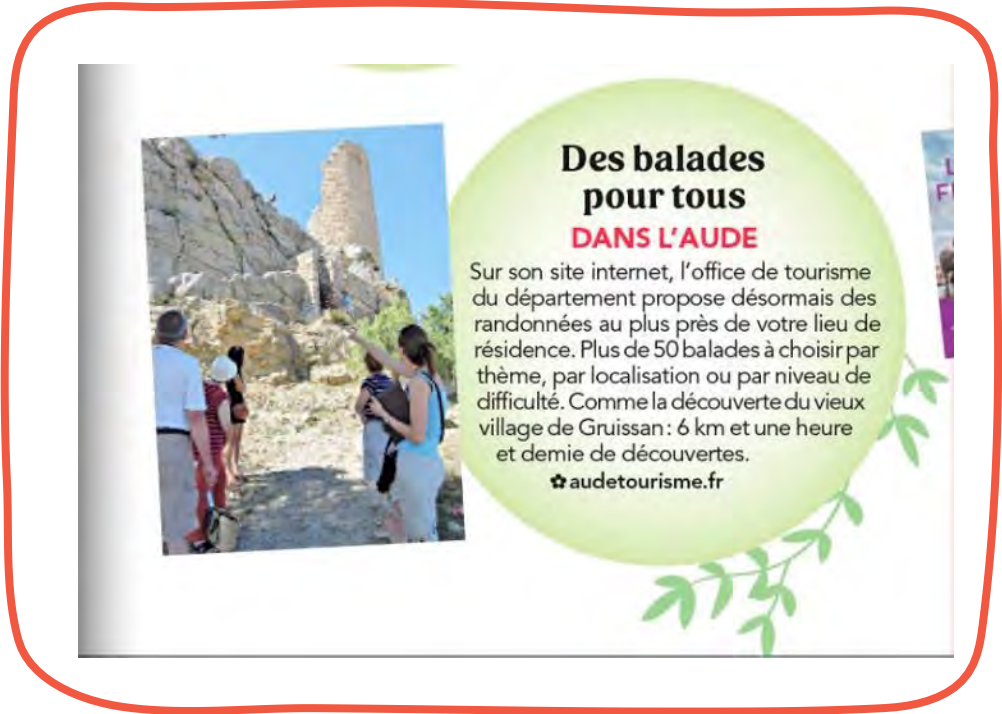 Des balades
pour tous
DANS L'AUDE
Sur son site internet, l'office de tourisme
du département propose désormais des
randonnées au plus près de votre lieu de
résidence. Plus de 50 balades à choisir par
thème, par localisation ou par niveau de
difficulté. Comme la découverte du vieux
village de Gruissan : 6 km et une heure
et demie de découvertes.
✿ audetourisme.fr